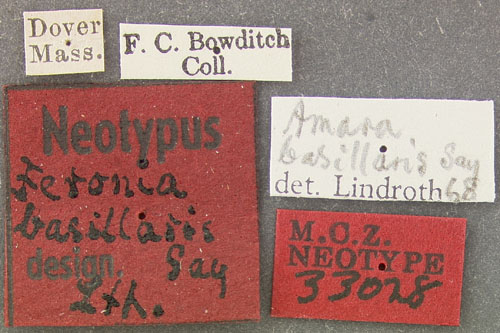 Dover
Mass.
F. C. Bowditch
Coll.
Neotypus
Feronia
basillaris
design. Say
Lth.
Amara
basillaris Say
det. Lindroth 68
M.C.Z.
NEOTYPE
33028